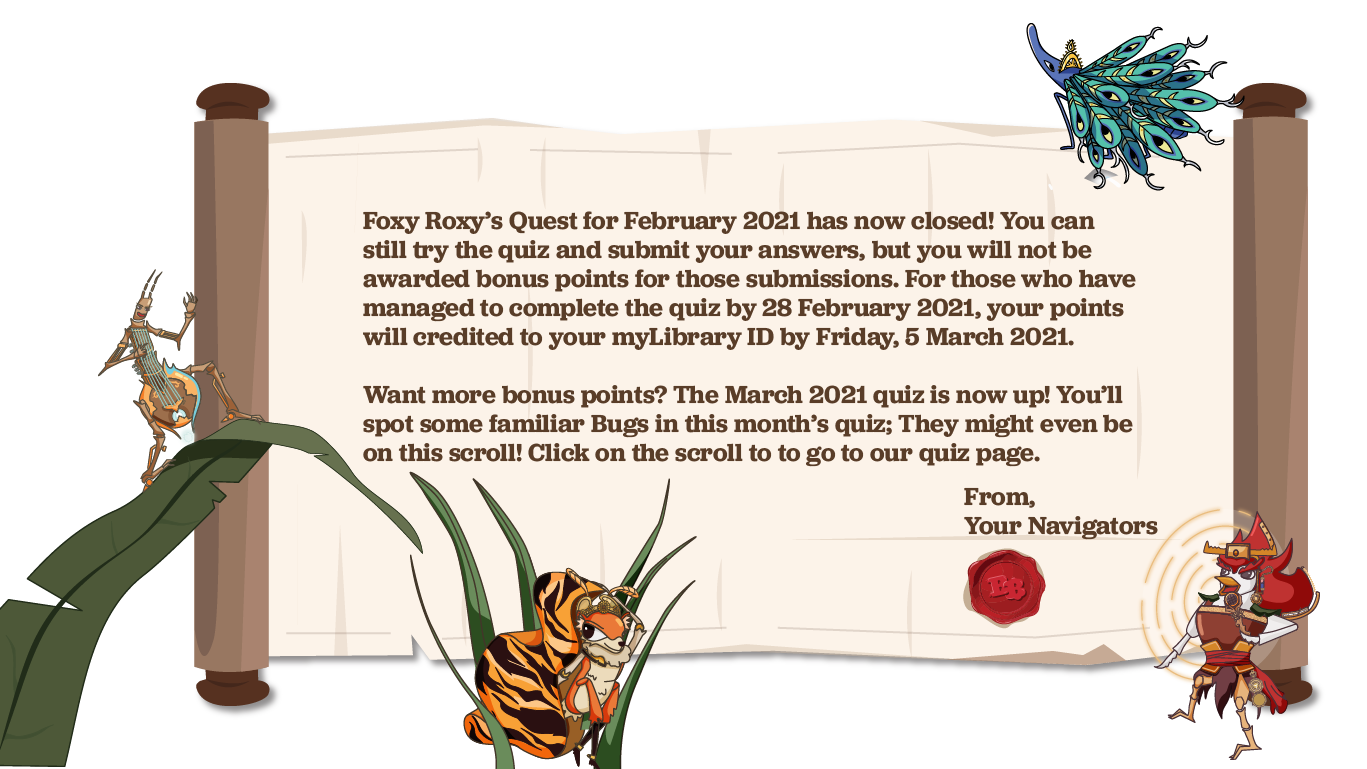 Foxy Roxy’s Quest for February 2021 has now closed! You can
still try the quiz and submit your answers, but you will not be
awarded bonus points for those submissions. For those who have
managed to complete the quiz by 28 February 2021, your points
will credited to your myLibrary ID by Friday, 5 March 2021.
Want more bonus points? The March 2021 quiz is now up! You’ll
spot some familiar Bugs in this month’s quiz; They might even be
on this scroll! Click on the scroll to to go to our quiz page.
From,
Your Navigators
BB